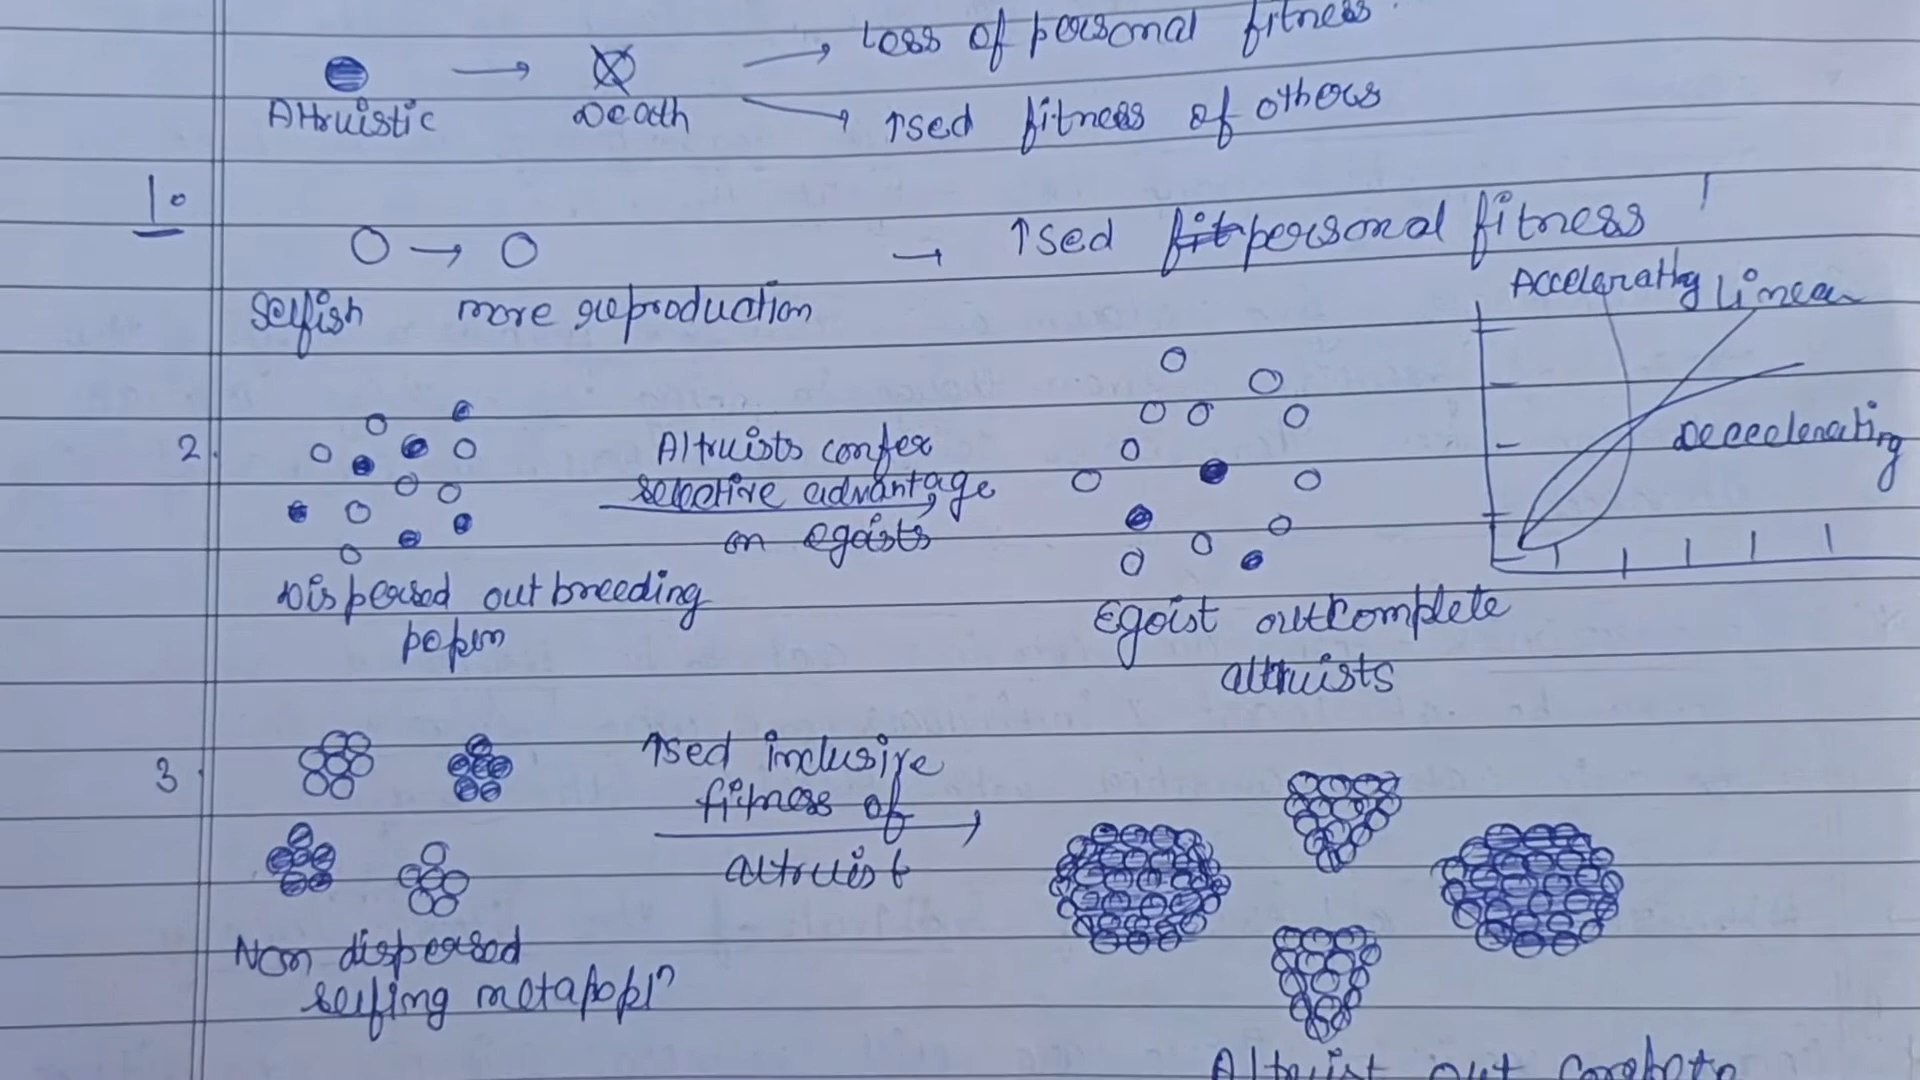 → Loss of personal fitness
Altruistic → Death
→ ↑sed fitness of others
1.
○ → ○ → ↑sed personal fitness
Selfish more reproduction
Accelerating Linear
Decelerating
2.
Altruists confer
selective advantage
on egoists
Dispersed outbreeding
popln
Egoist outcomplete
altruists
3.
↑sed inclusive
fitness of
altruist
Non dispersed
selfing metapopln
Altruist out